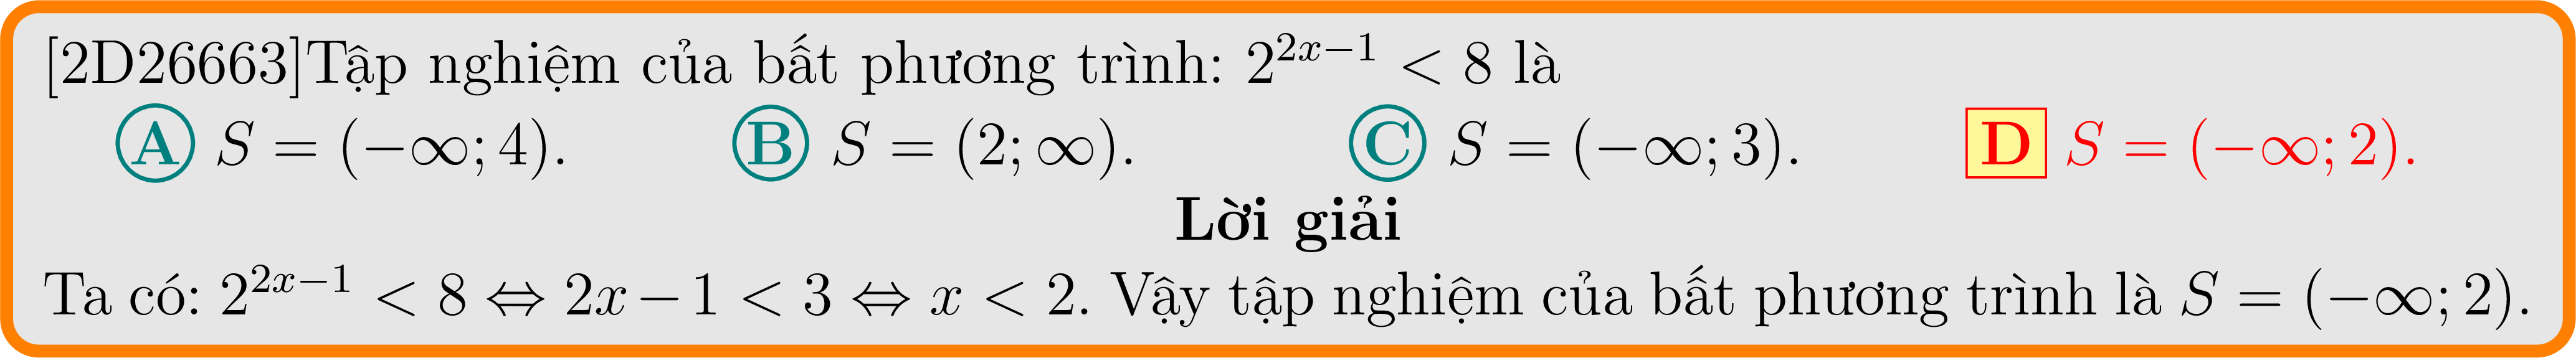 [2D26663]Tập nghiệm của bất phương trình: $2^{2x-1} < 8$ là
A $S = (-\infty; 4)$. B $S = (2; \infty)$. C $S = (-\infty; 3)$. D $S = (-\infty; 2)$.
Lời giải
Ta có: $2^{2x-1} < 8 \Leftrightarrow 2x - 1 < 3 \Leftrightarrow x < 2$. Vậy tập nghiệm của bất phương trình là $S = (-\infty; 2)$.